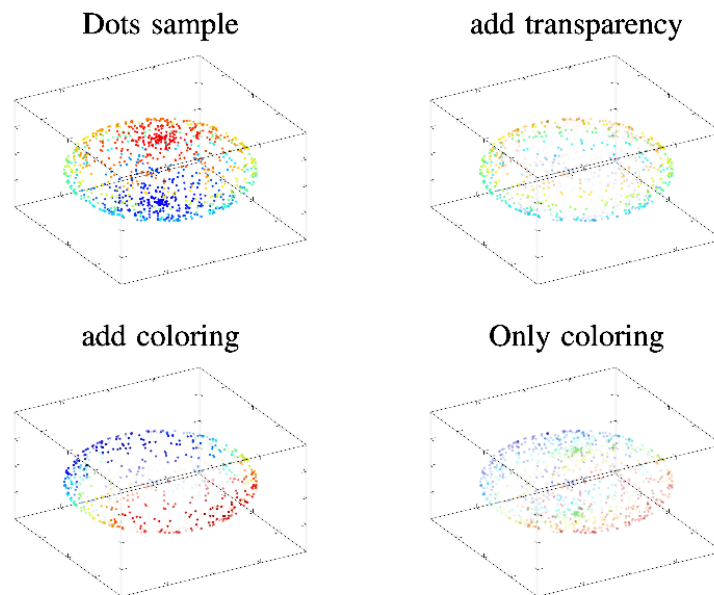 Dots sample
add transparency
add coloring
Only coloring